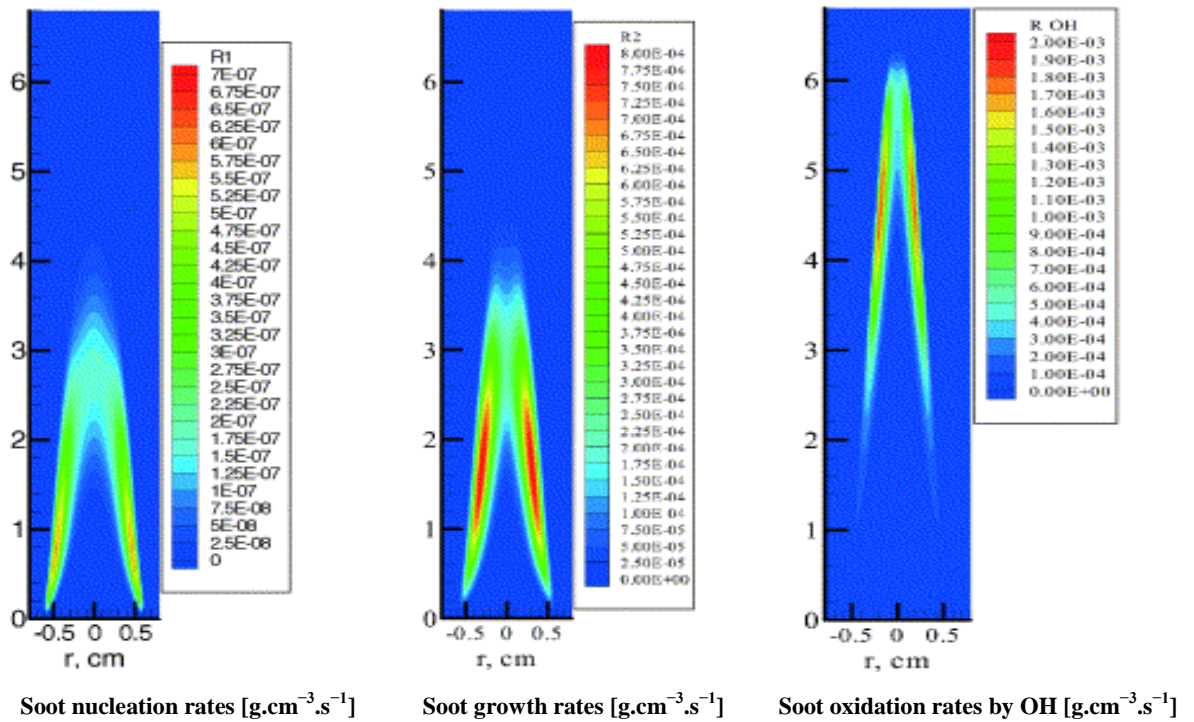 R1
7E-07
6.75E-07
6.5E-07
6.25E-07
6E-07
5.75E-07
5.5E-07
5.25E-07
5E-07
4.75E-07
4.5E-07
4.25E-07
4E-07
3.75E-07
3.5E-07
3.25E-07
3E-07
2.75E-07
2.5E-07
2.25E-07
2E-07
1.75E-07
1.5E-07
1.25E-07
1E-07
7.5E-08
5E-08
2.5E-08
0
6
5
4
3
2
1
0
-0.5 0 0.5
r, cm
Soot nucleation rates [g.cm⁻³.s⁻¹]
R2
8.00E-04
7.75E-04
7.50E-04
7.25E-04
7.00E-04
6.75E-04
6.50E-04
6.25E-04
6.00E-04
5.75E-04
5.50E-04
5.25E-04
5.00E-04
4.75E-04
4.50E-04
4.25E-04
4.00E-04
3.75E-04
3.50E-04
3.25E-04
3.00E-04
2.75E-04
2.50E-04
2.25E-04
2.00E-04
1.75E-04
1.50E-04
1.25E-04
1.00E-04
7.50E-05
5.00E-05
2.50E-05
0.00E+00
6
5
4
3
2
1
0
-0.5 0 0.5
r, cm
Soot growth rates [g.cm⁻³.s⁻¹]
R_OH
2.00E-03
1.90E-03
1.80E-03
1.70E-03
1.60E-03
1.50E-03
1.40E-03
1.30E-03
1.20E-03
1.10E-03
1.00E-03
9.00E-04
8.00E-04
7.00E-04
6.00E-04
5.00E-04
4.00E-04
3.00E-04
2.00E-04
1.00E-04
0.00E+00
6
5
4
3
2
1
0
-0.5 0 0.5
r, cm
Soot oxidation rates by OH [g.cm⁻³.s⁻¹]